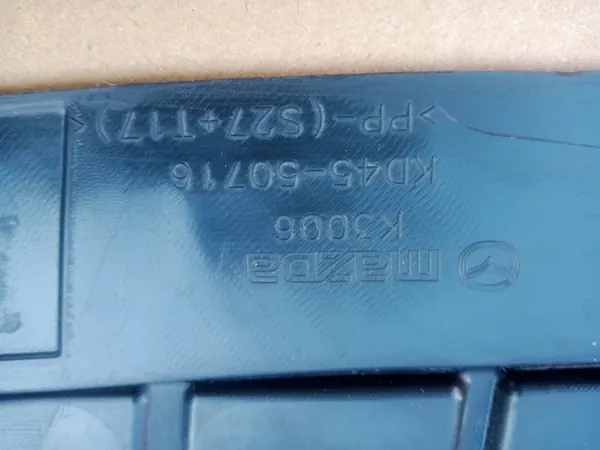 mazda
K3006
KD45-50716
>PP-(S27+T17)<